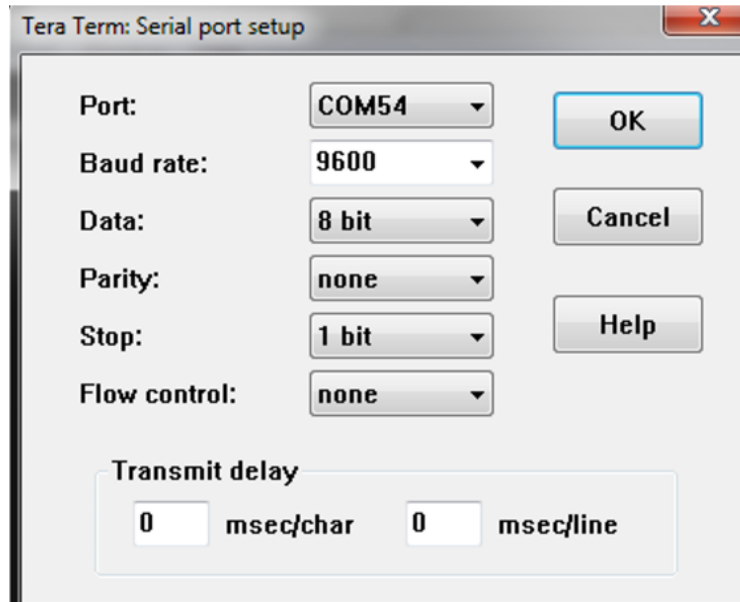 Tera Term: Serial port setup
Port: COM54 OK
Baud rate: 9600
Data: 8 bit Cancel
Parity: none
Stop: 1 bit Help
Flow control: none
Transmit delay
0 msec/char 0 msec/line